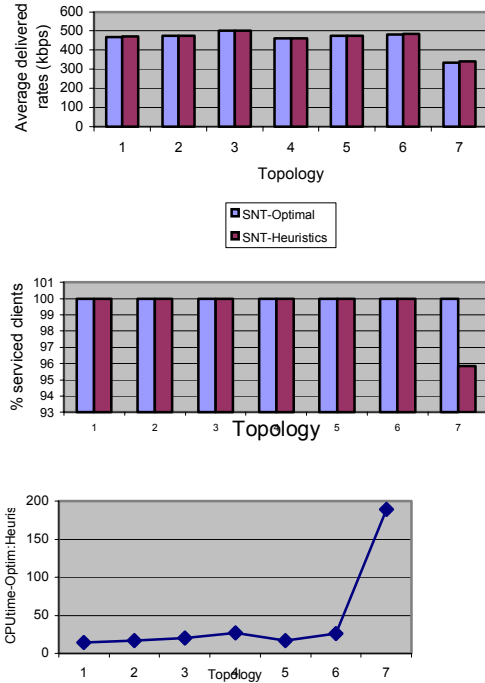 Average delivered
rates (kbps)
600
500
400
300
200
100
0
1 2 3 4 5 6 7
Topology
SNT-Optimal
SNT-Heuristics
% serviced clients
101
100
99
98
97
96
95
94
93
1 2 3 4 5 6 7
Topology
CPUtime-Optim:Heuris
200
150
100
50
0
1 2 3 4 5 6 7
Topology